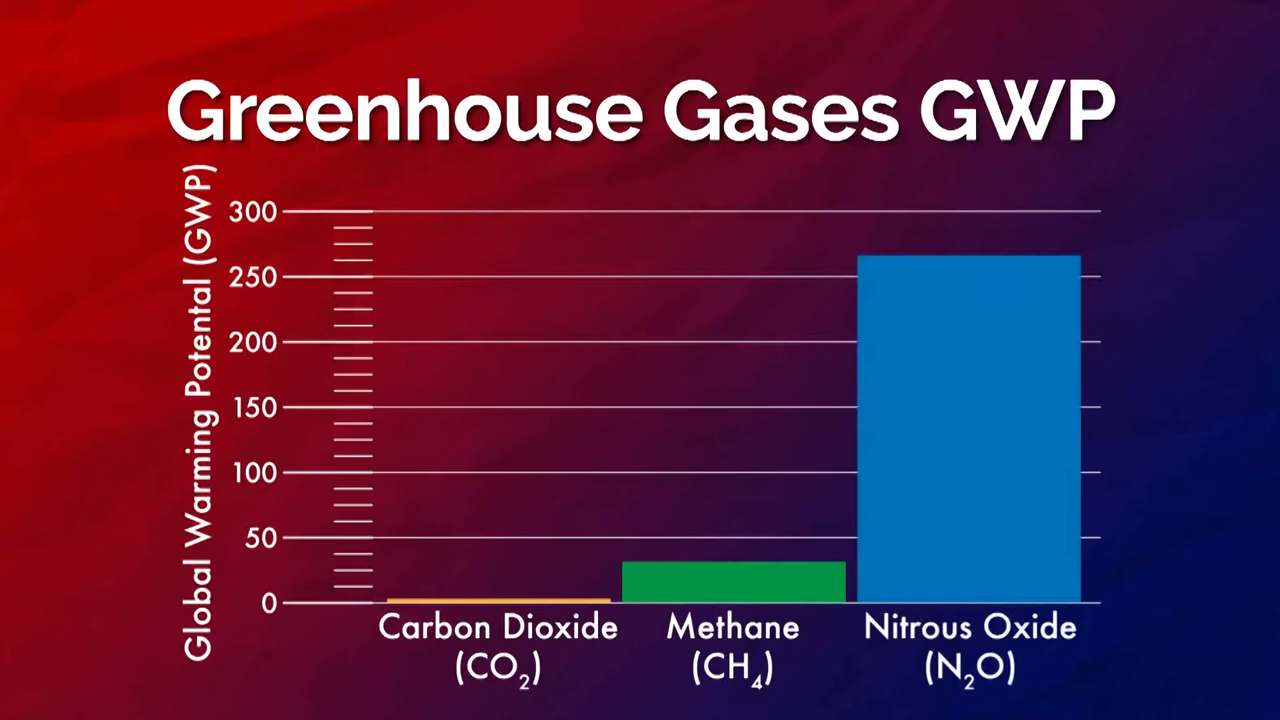 Greenhouse Gases GWP
Global Warming Potental (GWP)
300
250
200
150
100
50
0
Carbon Dioxide
(CO₂)
Methane
(CH₄)
Nitrous Oxide
(N₂O)